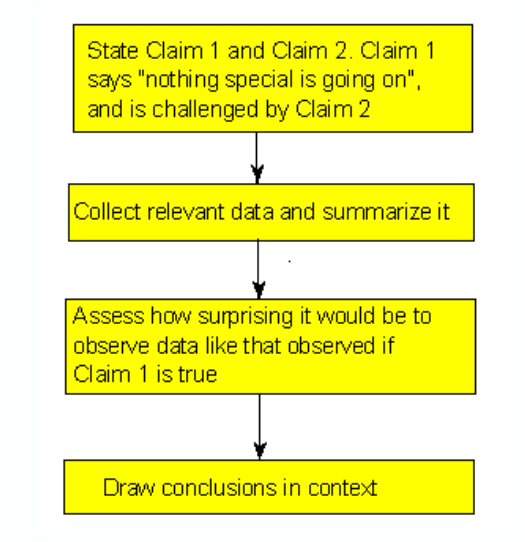 State Claim 1 and Claim 2. Claim 1
says "nothing special is going on",
and is challenged by Claim 2
Collect relevant data and summarize it
Assess how surprising it would be to
observe data like that observed if
Claim 1 is true
Draw conclusions in context